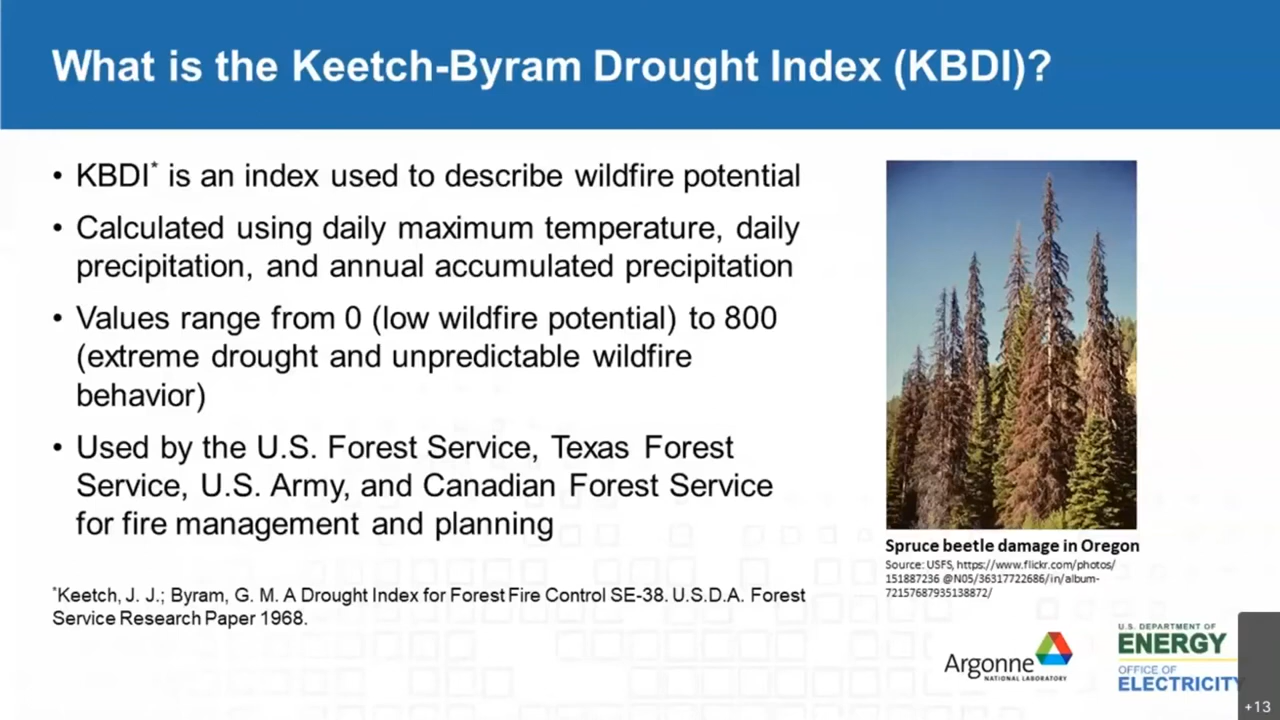 What is the Keetch-Byram Drought Index (KBDI)?
• KBDI* is an index used to describe wildfire potential
• Calculated using daily maximum temperature, daily
precipitation, and annual accumulated precipitation
• Values range from 0 (low wildfire potential) to 800
(extreme drought and unpredictable wildfire
behavior)
• Used by the U.S. Forest Service, Texas Forest
Service, U.S. Army, and Canadian Forest Service
for fire management and planning
*Keetch, J. J.; Byram, G. M. A Drought Index for Forest Fire Control SE-38. U.S.D.A. Forest
Service Research Paper 1968.
Spruce beetle damage in Oregon
Source: USFS, https://www.flickr.com/photos/
151887236 @N05/36317722686/in/album-
72157687935138872/
Argonne
NATIONAL LABORATORY
U.S. DEPARTMENT OF
ENERGY
OFFICE OF
ELECTRICITY
+13